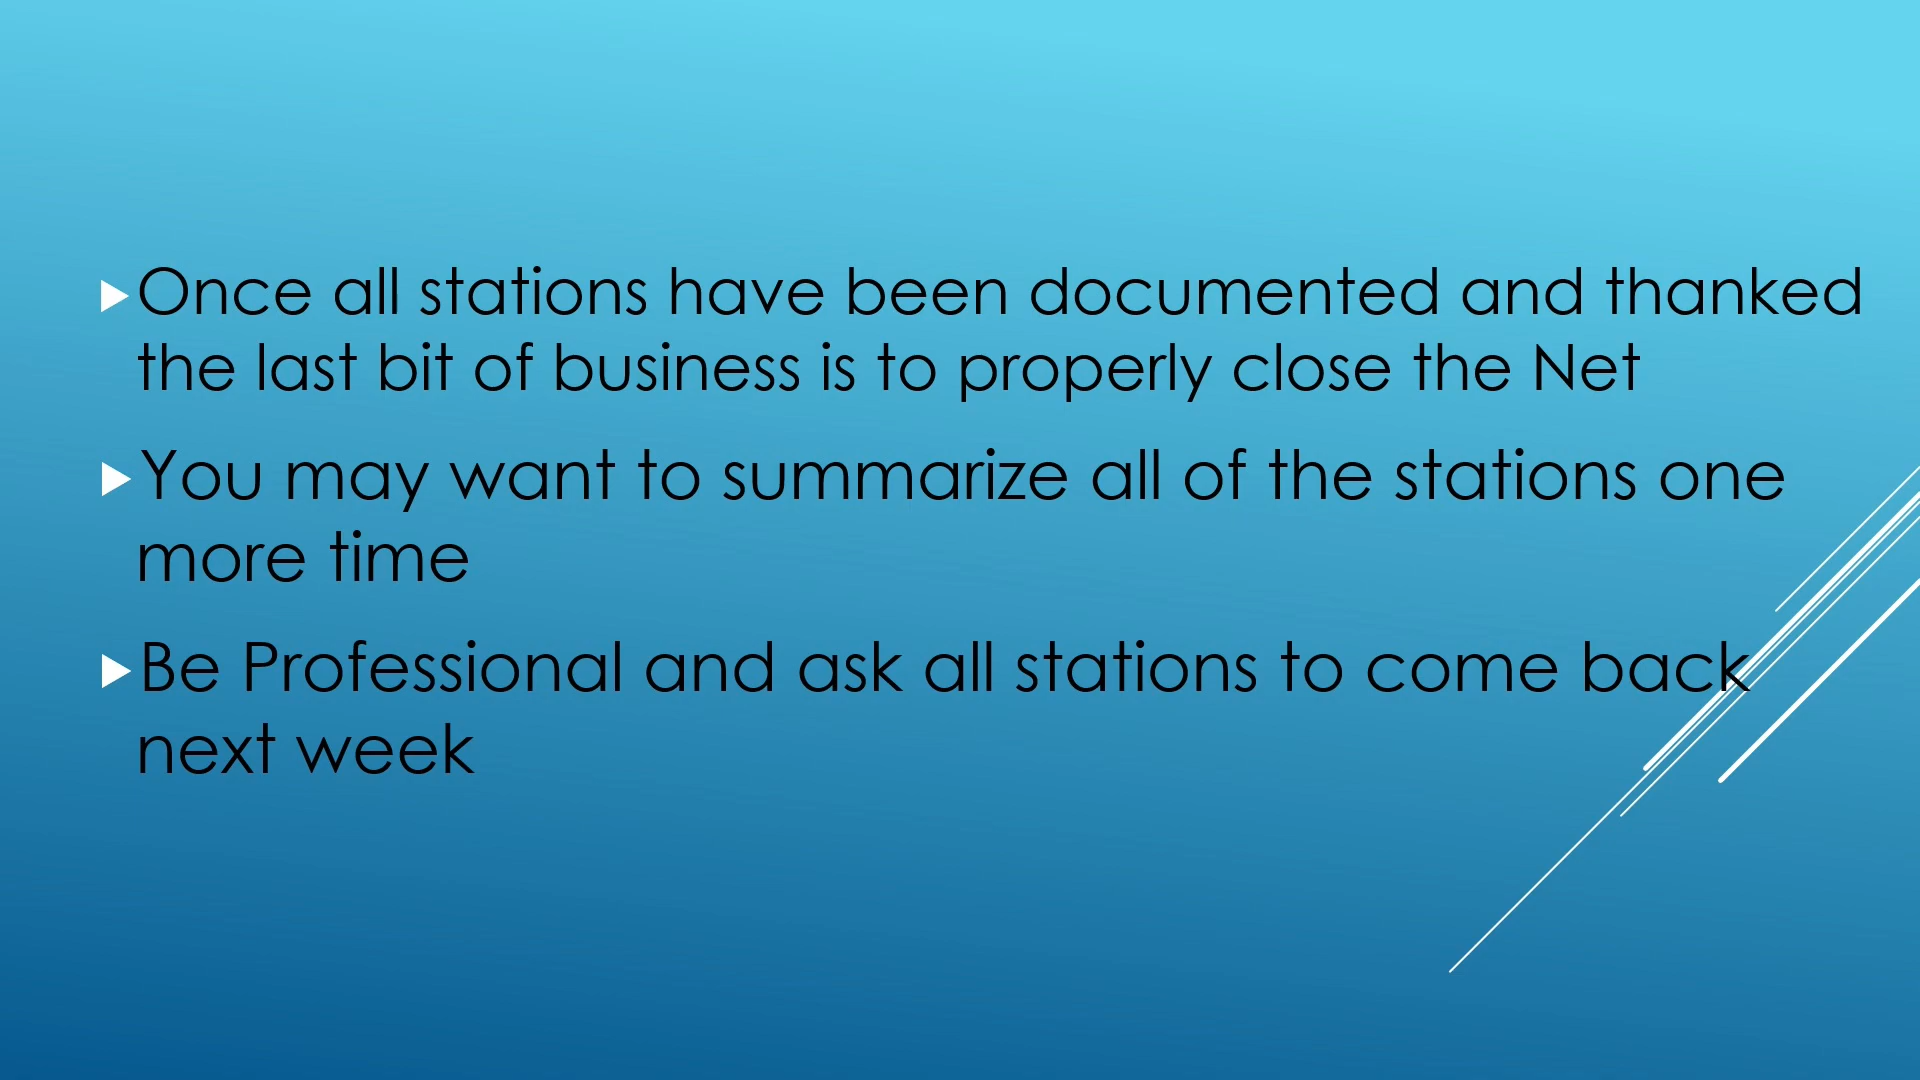 Once all stations have been documented and thanked
the last bit of business is to properly close the Net
You may want to summarize all of the stations one
more time
Be Professional and ask all stations to come back
next week